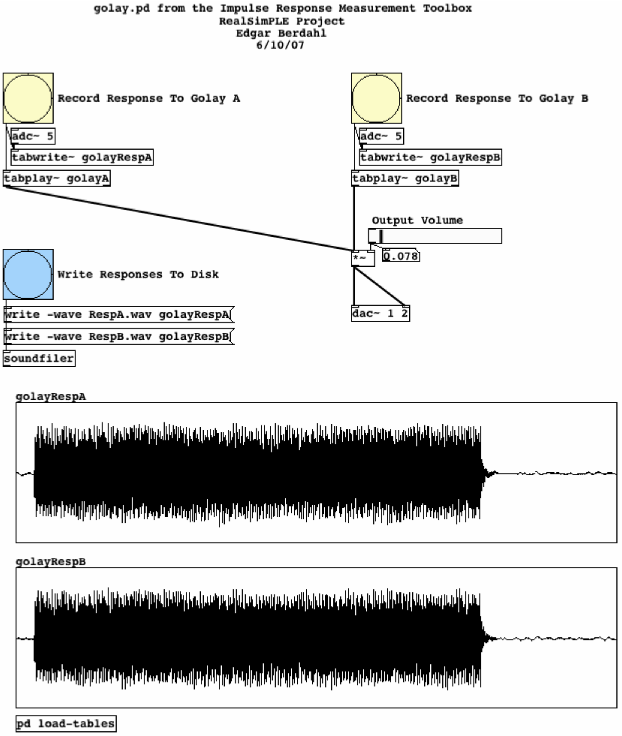 golay.pd from the Impulse Response Measurement Toolbox
RealSimPLE Project
Edgar Berdahl
6/10/07
Record Response To Golay A
adc~ 5
tabwrite~ golayRespA
tabplay~ golayA
Record Response To Golay B
adc~ 5
tabwrite~ golayRespB
tabplay~ golayB
Output Volume
0.078
*~
dac~ 1 2
Write Responses To Disk
write -wave RespA.wav golayRespA
write -wave RespB.wav golayRespB
soundfiler
golayRespA
golayRespB
pd load-tables